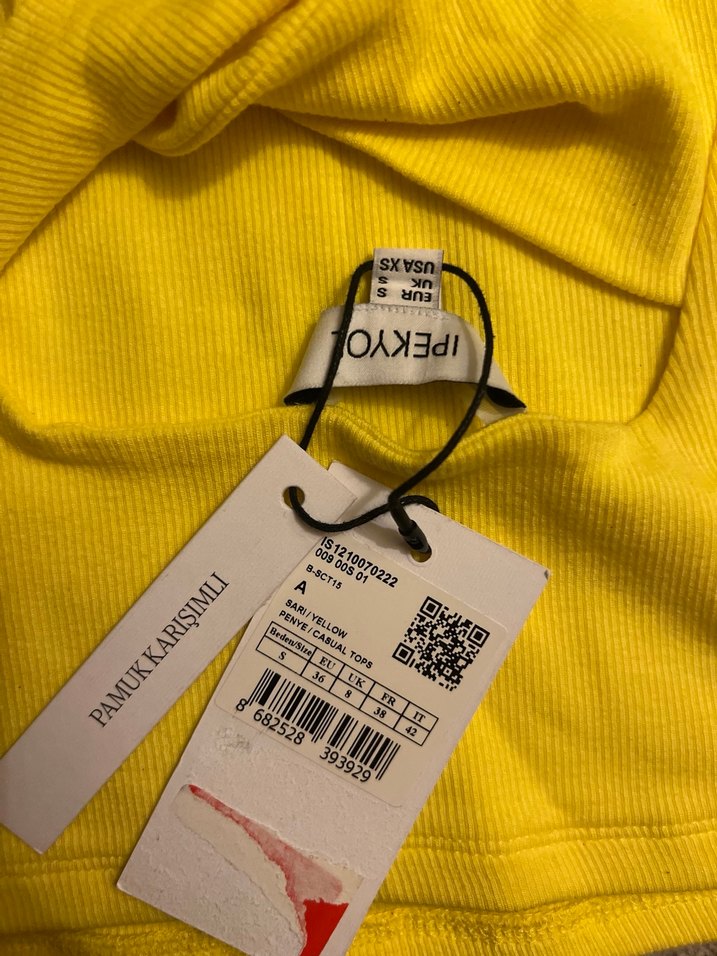 USA XS
UK S
EUR S
IPEKYOL
PAMUK KARIŞIMLI
IS1210070222
009 00S 01
B-SCT15
A
SARI / YELLOW
PENYE / CASUAL TOPS
Beden/Size EU UK FR IT
S 36 8 38 42
8 682528 393929